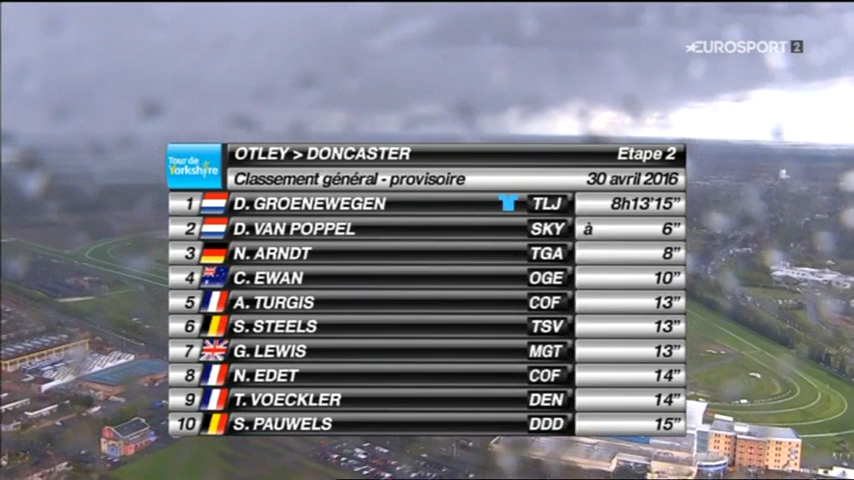 EUROSPORT 2
Tour de Yorkshire
OTLEY > DONCASTER Etape 2
Classement général - provisoire 30 avril 2016
1 D. GROENEWEGEN TLJ 8h13'15"
2 D. VAN POPPEL SKY à 6"
3 N. ARNDT TGA 8"
4 C. EWAN OGE 10"
5 A. TURGIS COF 13"
6 S. STEELS TSV 13"
7 G. LEWIS MGT 13"
8 N. EDET COF 14"
9 T. VOECKLER DEN 14"
10 S. PAUWELS DDD 15"